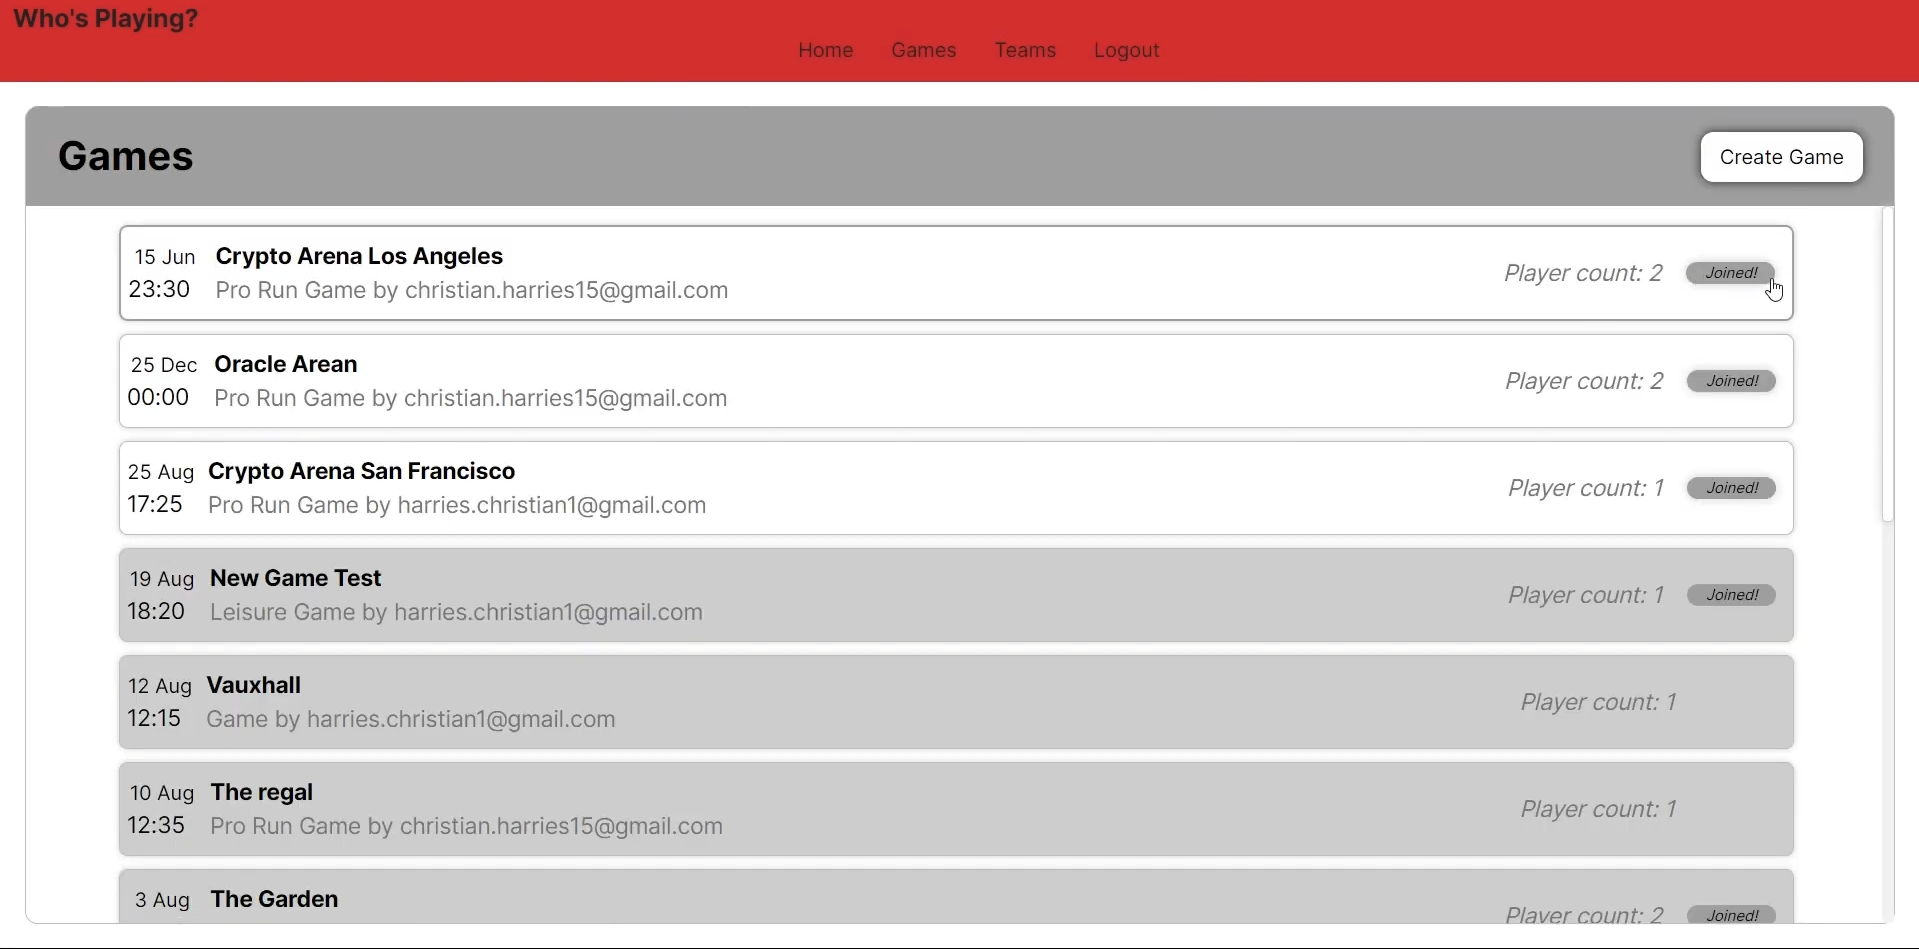 Who's Playing?
Home Games Teams Logout
Games
Create Game
15 Jun Crypto Arena Los Angeles
23:30 Pro Run Game by christian.harries15@gmail.com
Player count: 2 Joined!
25 Dec Oracle Arean
00:00 Pro Run Game by christian.harries15@gmail.com
Player count: 2 Joined!
25 Aug Crypto Arena San Francisco
17:25 Pro Run Game by harries.christian1@gmail.com
Player count: 1 Joined!
19 Aug New Game Test
18:20 Leisure Game by harries.christian1@gmail.com
Player count: 1 Joined!
12 Aug Vauxhall
12:15 Game by harries.christian1@gmail.com
Player count: 1
10 Aug The regal
12:35 Pro Run Game by christian.harries15@gmail.com
Player count: 1
3 Aug The Garden
Player count: 2 Joined!